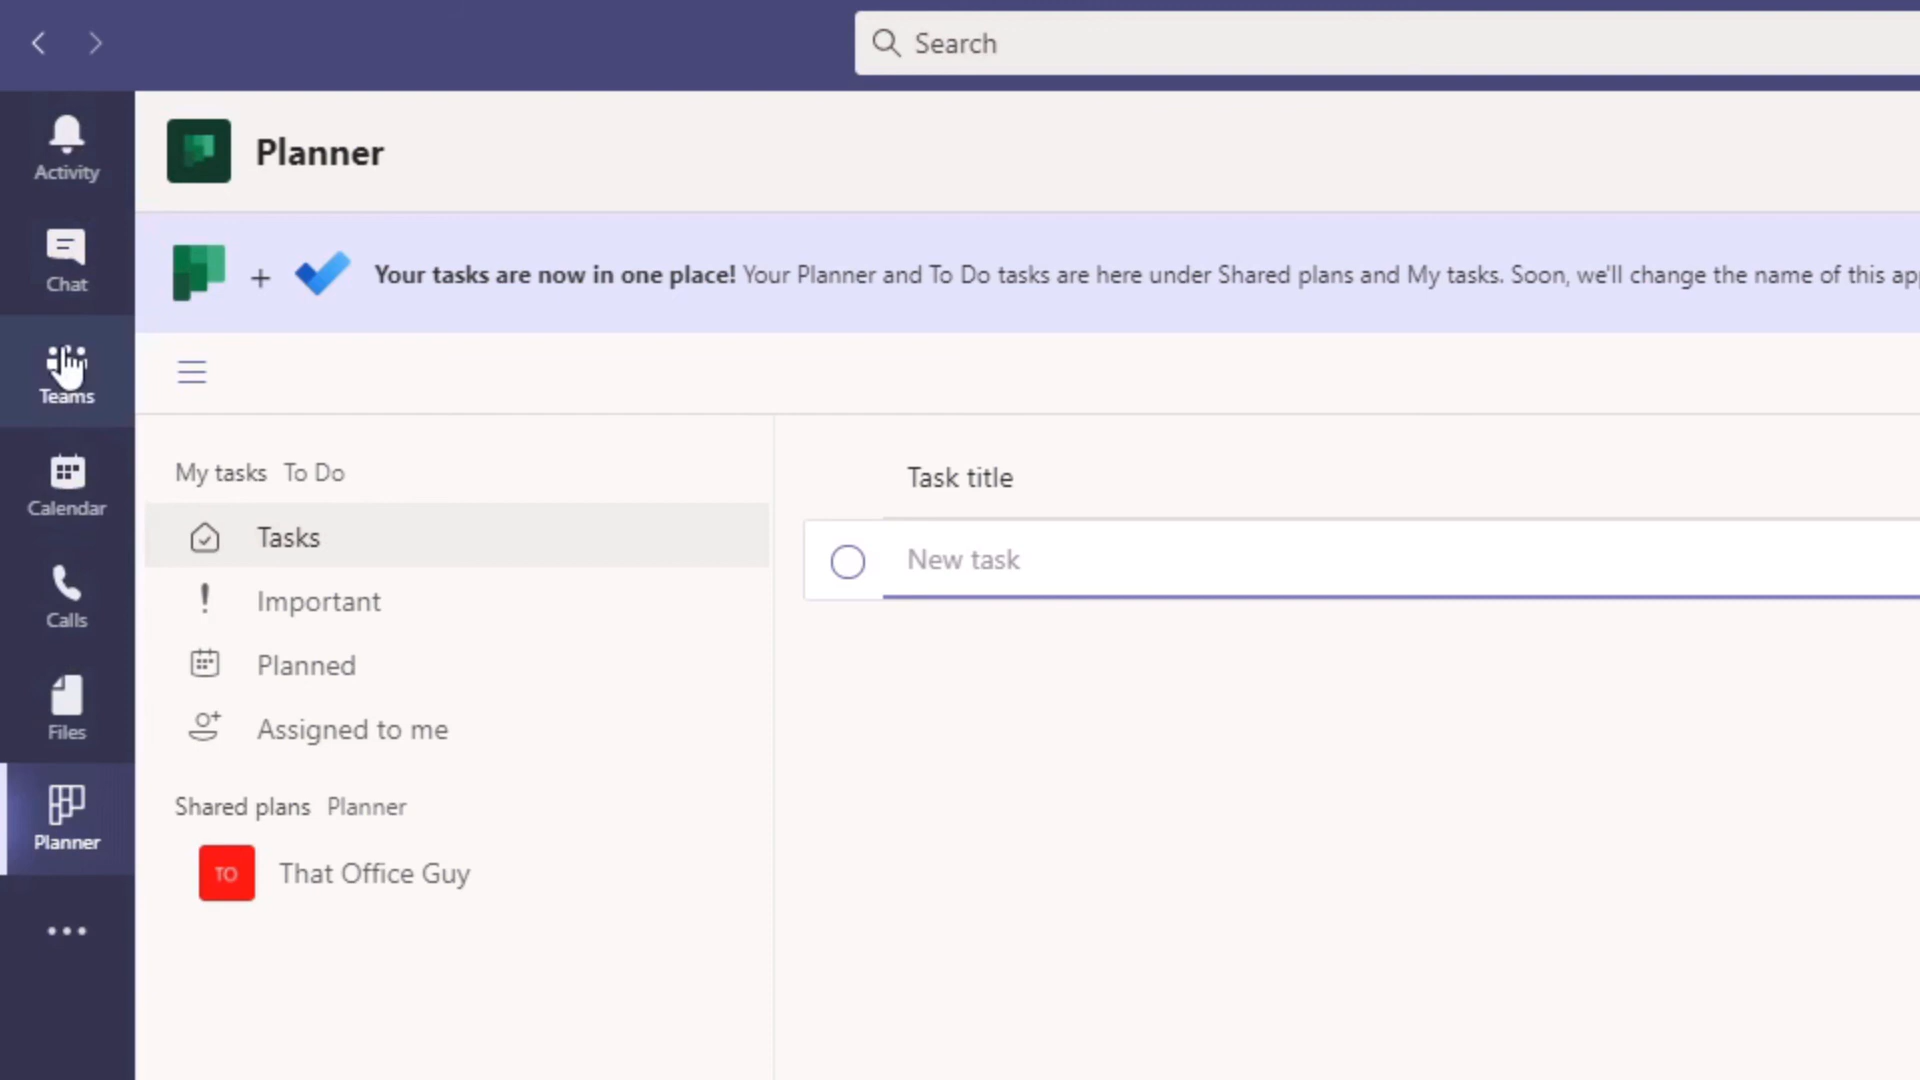 Search
Activity
Chat
Teams
Calendar
Calls
Files
Planner
Planner
Your tasks are now in one place! Your Planner and To Do tasks are here under Shared plans and My tasks. Soon, we'll change the name of this
My tasks To Do
Tasks
Important
Planned
Assigned to me
Shared plans Planner
TO That Office Guy
Task title
New task